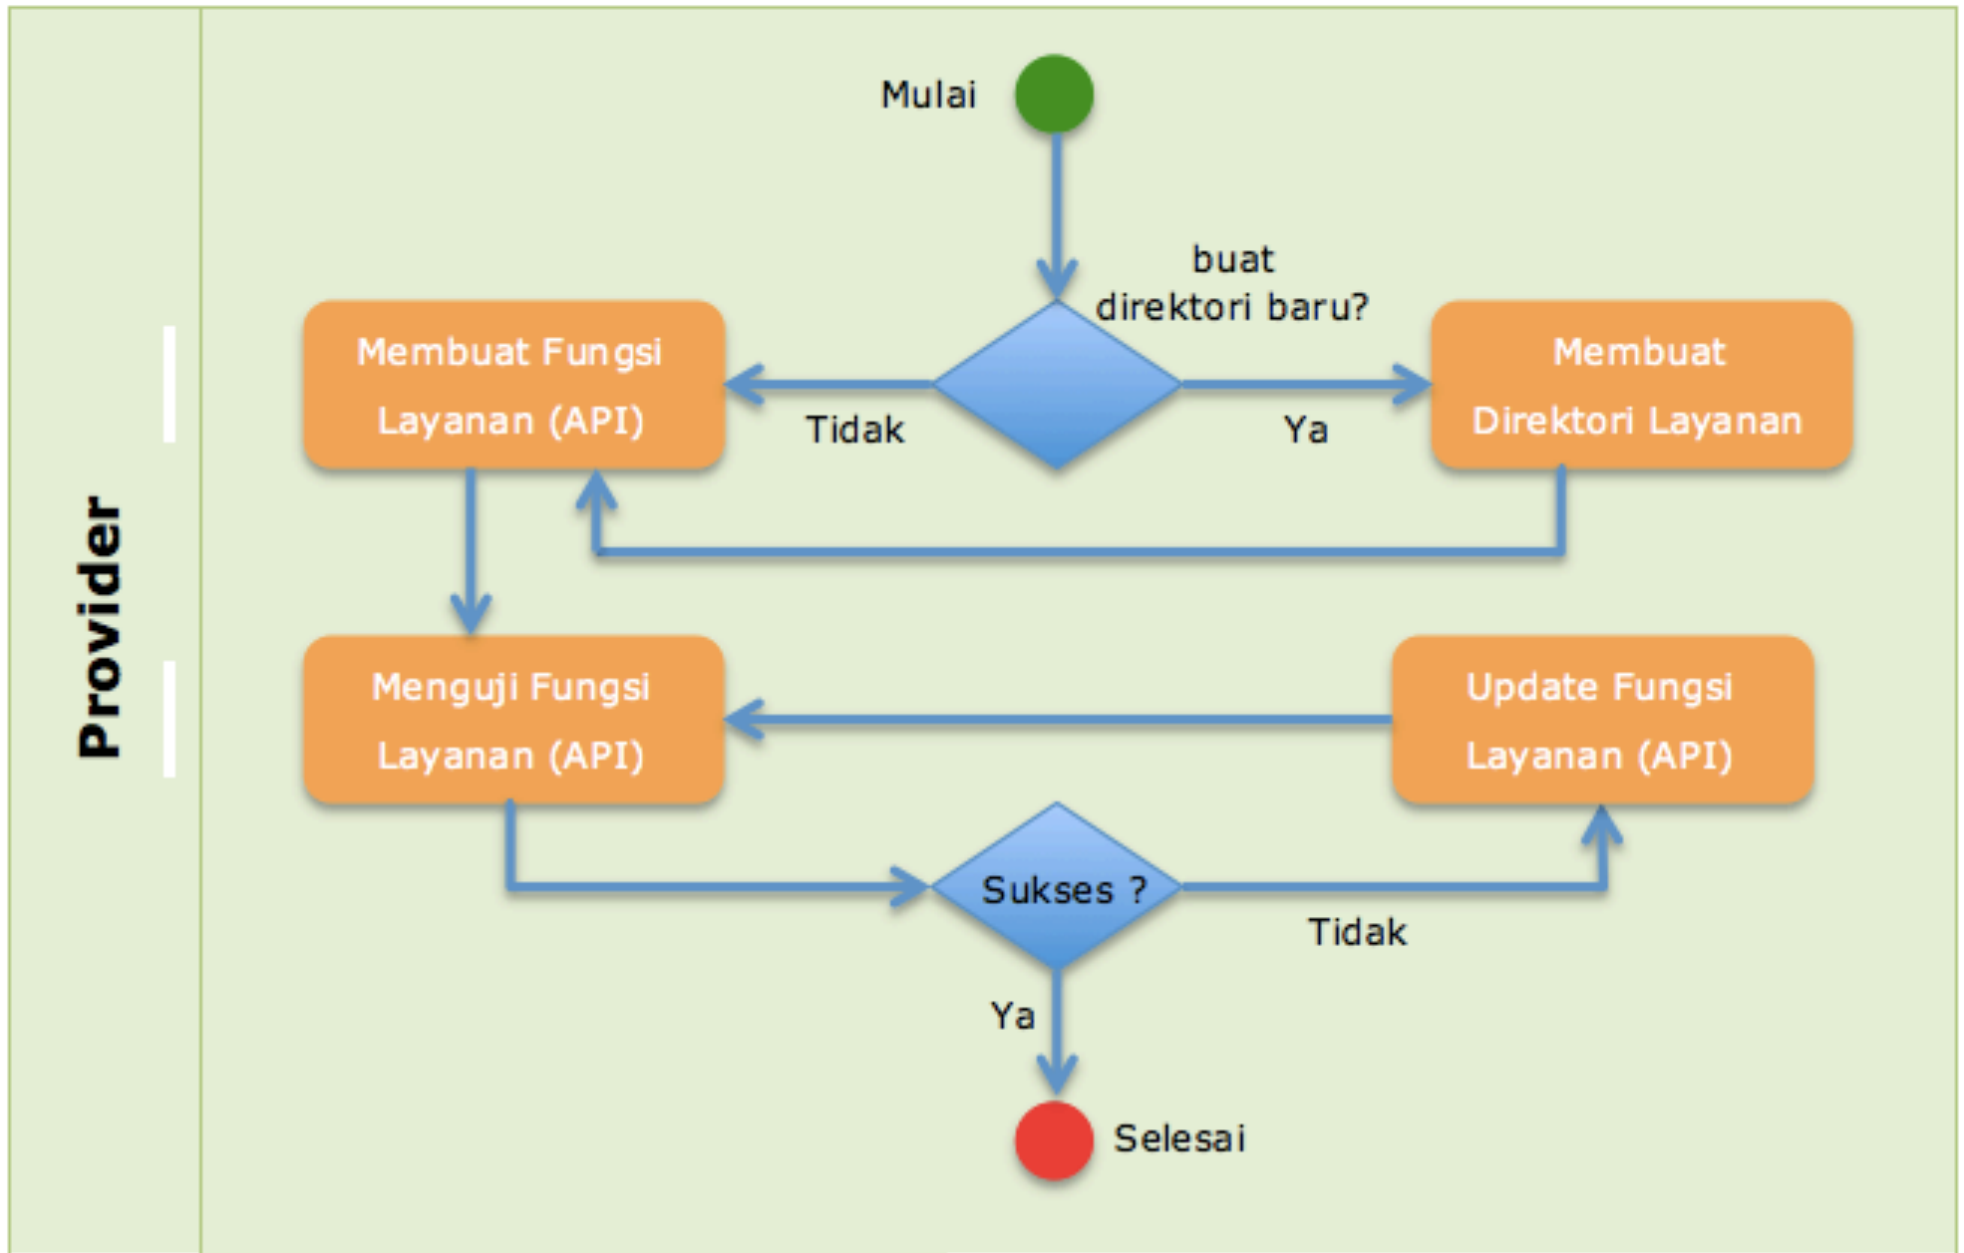 Provider
Mulai
buat
direktori baru?
Membuat Fungsi
Layanan (API)
Tidak
Ya
Membuat
Direktori Layanan
Menguji Fungsi
Layanan (API)
Update Fungsi
Layanan (API)
Sukses ?
Tidak
Ya
Selesai